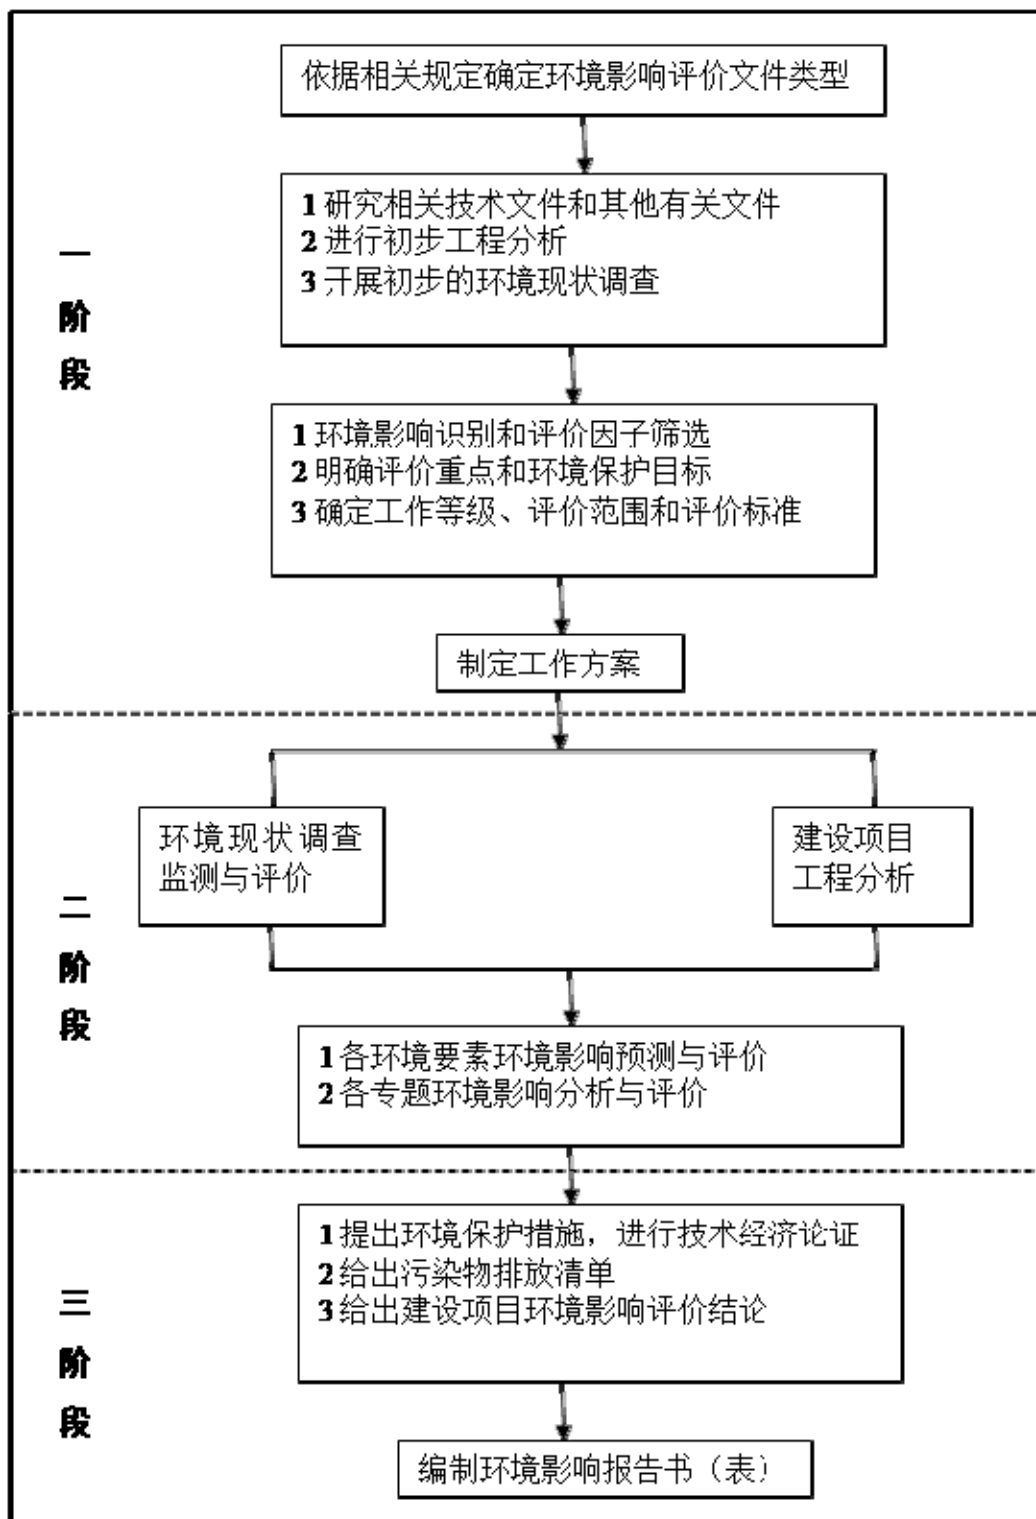 依据相关规定确定环境影响评价文件类型
1 研究相关技术文件和其他有关文件
2 进行初步工程分析
3 开展初步的环境现状调查
一
阶
段
1 环境影响识别和评价因子筛选
2 明确评价重点和环境保护目标
3 确定工作等级、评价范围和评价标准
制定工作方案
环境现状调查
监测与评价
建设项目
工程分析
二
阶
段
1 各环境要素环境影响预测与评价
2 各专题环境影响分析与评价
1 提出环境保护措施，进行技术经济论证
2 给出污染物排放清单
3 给出建设项目环境影响评价结论
三
阶
段
编制环境影响报告书（表）